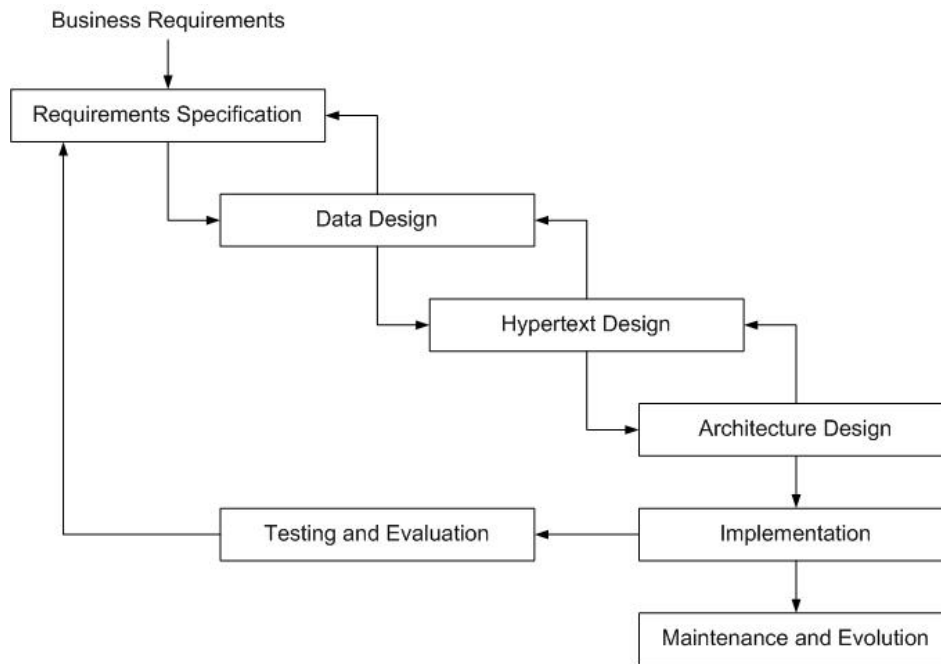 Business Requirements
Requirements Specification
Data Design
Hypertext Design
Architecture Design
Testing and Evaluation
Implementation
Maintenance and Evolution